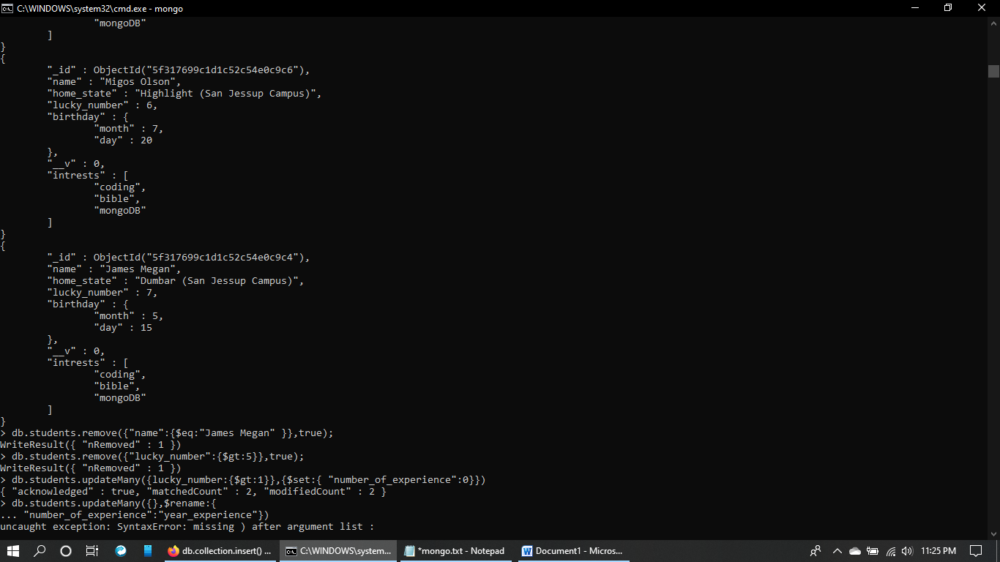 C:\WINDOWS\system32\cmd.exe - mongo
                "mongoDB"
        ]
}
{
        "_id" : ObjectId("5f317699c1d1c52c54e0c9c6"),
        "name" : "Migos Olson",
        "home_state" : "Highlight (San Jessup Campus)",
        "lucky_number" : 6,
        "birthday" : {
                "month" : 7,
                "day" : 20
        },
        "__v" : 0,
        "intrests" : [
                "coding",
                "bible",
                "mongoDB"
        ]
}
{
        "_id" : ObjectId("5f317699c1d1c52c54e0c9c4"),
        "name" : "James Megan",
        "home_state" : "Dumbar (San Jessup Campus)",
        "lucky_number" : 7,
        "birthday" : {
                "month" : 5,
                "day" : 15
        },
        "__v" : 0,
        "intrests" : [
                "coding",
                "bible",
                "mongoDB"
        ]
}
> db.students.remove({"name":{$eq:"James Megan" }},true);
WriteResult({ "nRemoved" : 1 })
> db.students.remove({"lucky_number":{$gt:5}},true);
WriteResult({ "nRemoved" : 1 })
> db.students.updateMany({lucky_number:{$gt:1}},{$set:{ "number_of_experience":0}})
{ "acknowledged" : true, "matchedCount" : 2, "modifiedCount" : 2 }
> db.students.updateMany({},$rename:{
... "number_of_experience":"year_experience"})
uncaught exception: SyntaxError: missing ) after argument list :
db.collection.insert() ... C:\WINDOWS\system... *mongo.txt - Notepad Document1 - Micros... 11:25 PM